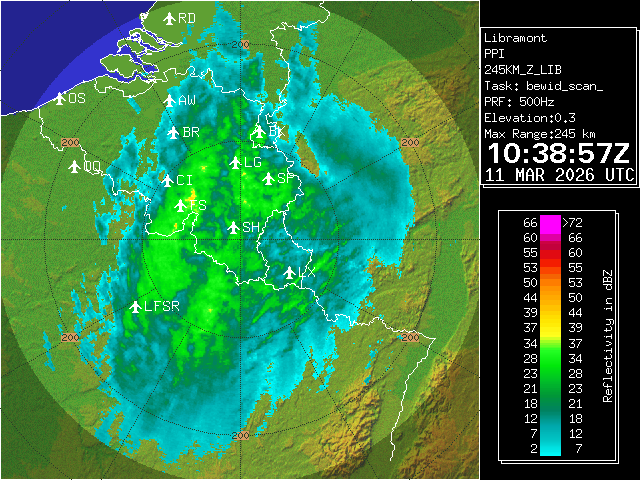 RD
200
OS
AW
BR
BK
200
200
OO
LG
CI
SP
FS
SH
LX
LFSR
200
200
200
Libramont
PPI
245KM_Z_LIB
Task: bewid_scan_
PRF: 500Hz
Elevation:0.3
Max Range:245 km
10:38:57Z
11 MAR 2026 UTC
66 >72
60 66
55 60
53 55
50 53
44 50
39 44
37 39
34 37
28 34
23 28
21 23
18 21
12 18
7 12
2 7
Reflectivity in dBZ